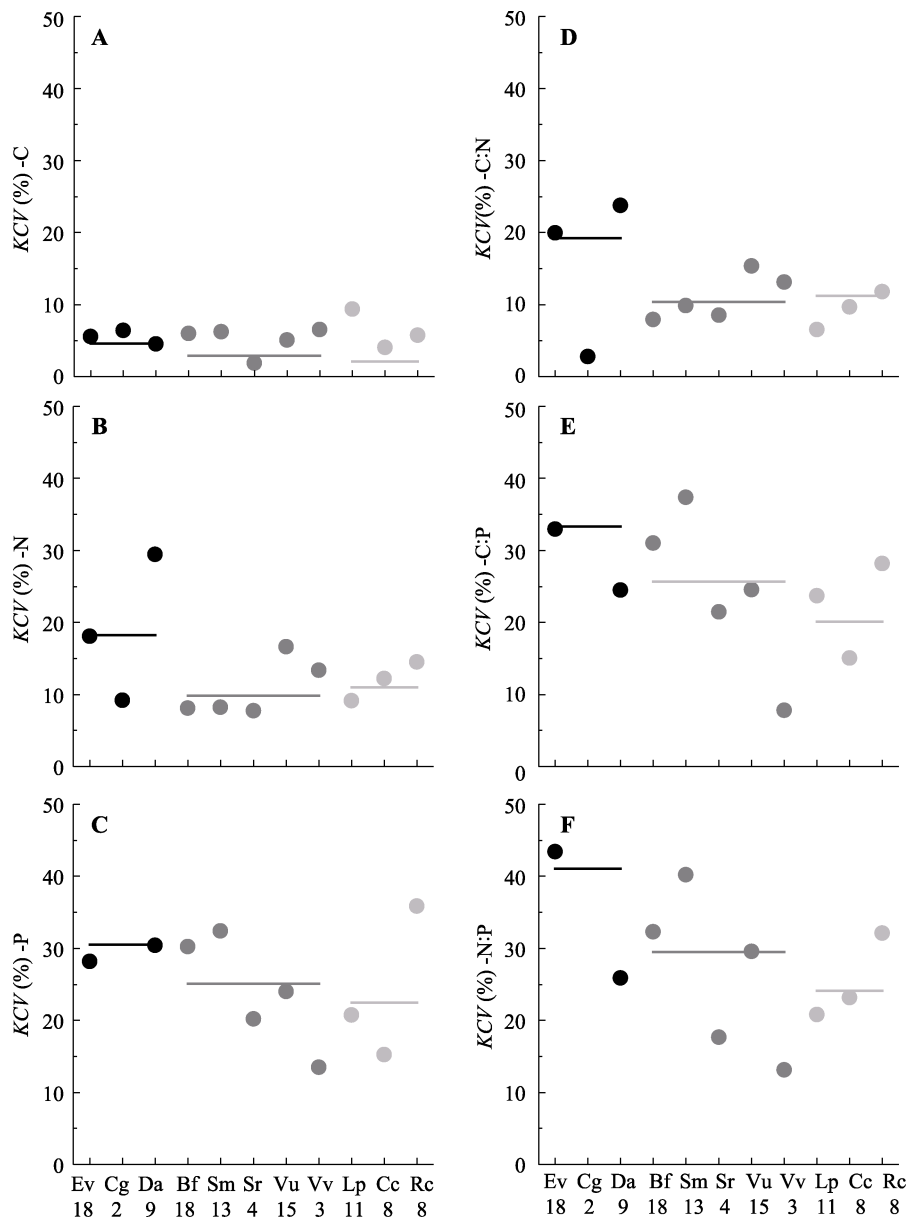 A
50
40
30
20
10
0
KCV (%) -C
D
50
40
30
20
10
0
KCV(%) -C:N
B
50
40
30
20
10
0
KCV (%) -N
E
50
40
30
20
10
0
KCV (%) -C:P
C
50
40
30
20
10
0
KCV (%) -P
F
50
40
30
20
10
0
KCV (%) -N:P
Ev Cg Da Bf Sm Sr Vu Vv Lp Cc Rc
18 2 9 18 13 4 15 3 11 8 8
Ev Cg Da Bf Sm Sr Vu Vv Lp Cc Rc
18 2 9 18 13 4 15 3 11 8 8